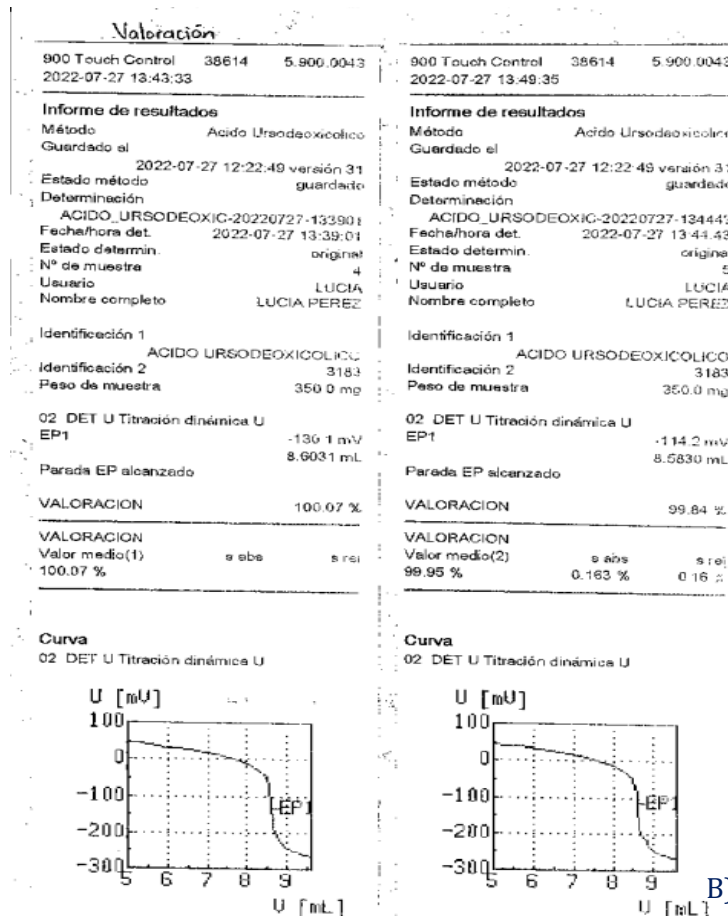 Valoración
900 Touch Control 38614 5.900.0043
2022-07-27 13:43:33
Informe de resultados
Método Acido Ursodeoxicolico
Guardado el
2022-07-27 12:22:49 versión 31
Estado método guardado
Determinación
ACIDO_URSODEOXIC-20220727-133901
Fecha/hora det. 2022-07-27 13:39:01
Estado determin. original
Nº de muestra 4
Usuario LUCIA
Nombre completo LUCIA PEREZ
Identificación 1
ACIDO URSODEOXICOLICO
Identificación 2 3183
Peso de muestra 350.0 mg
02 DET U Titración dinámica U
EP1 -130.1 mV
8.6031 mL
Parada EP alcanzado
VALORACION 100.07 %
VALORACION
Valor medio(1) s abs s rel
100.07 %
Curva
02 DET U Titración dinámica U
U [mV]
100
0
-100
EP1
-200
-300
5 6 7 8 9
U [mL]
900 Touch Control 38614 5.900.0043
2022-07-27 13:49:35
Informe de resultados
Método Acido Ursodeoxicolico
Guardado el
2022-07-27 12:22:49 versión 31
Estado método guardado
Determinación
ACIDO_URSODEOXIC-20220727-134443
Fecha/hora det. 2022-07-27 13:44:43
Estado determin. original
Nº de muestra 5
Usuario LUCIA
Nombre completo LUCIA PEREZ
Identificación 1
ACIDO URSODEOXICOLICO
Identificación 2 3183
Peso de muestra 350.0 mg
02 DET U Titración dinámica U
EP1 -114.2 mV
8.5830 mL
Parada EP alcanzado
VALORACION 99.84 %
VALORACION
Valor medio(2) s abs s rel
99.95 % 0.163 % 0.16 %
Curva
02 DET U Titración dinámica U
U [mV]
100
0
-100
EP1
-200
-300
5 6 7 8 9
U [mL]